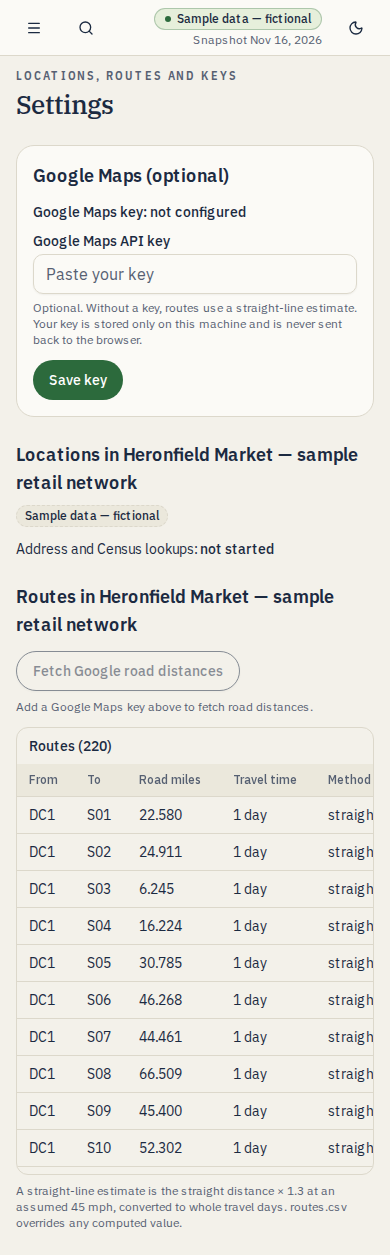 Sample data — fictional
Snapshot Nov 16, 2026
LOCATIONS, ROUTES AND KEYS
Settings
Google Maps (optional)
Google Maps key: not configured
Google Maps API key
Paste your key
Optional. Without a key, routes use a straight-line estimate.
Your key is stored only on this machine and is never sent
back to the browser.
Save key
Locations in Heronfield Market — sample
retail network
Sample data — fictional
Address and Census lookups: not started
Routes in Heronfield Market — sample
retail network
Fetch Google road distances
Add a Google Maps key above to fetch road distances.
Routes (220)
From To Road miles Travel time Method
DC1 S01 22.580 1 day straigh
DC1 S02 24.911 1 day straigh
DC1 S03 6.245 1 day straigh
DC1 S04 16.224 1 day straigh
DC1 S05 30.785 1 day straigh
DC1 S06 46.268 1 day straigh
DC1 S07 44.461 1 day straigh
DC1 S08 66.509 1 day straigh
DC1 S09 45.400 1 day straigh
DC1 S10 52.302 1 day straigh
A straight-line estimate is the straight distance × 1.3 at an
assumed 45 mph, converted to whole travel days. routes.csv
overrides any computed value.